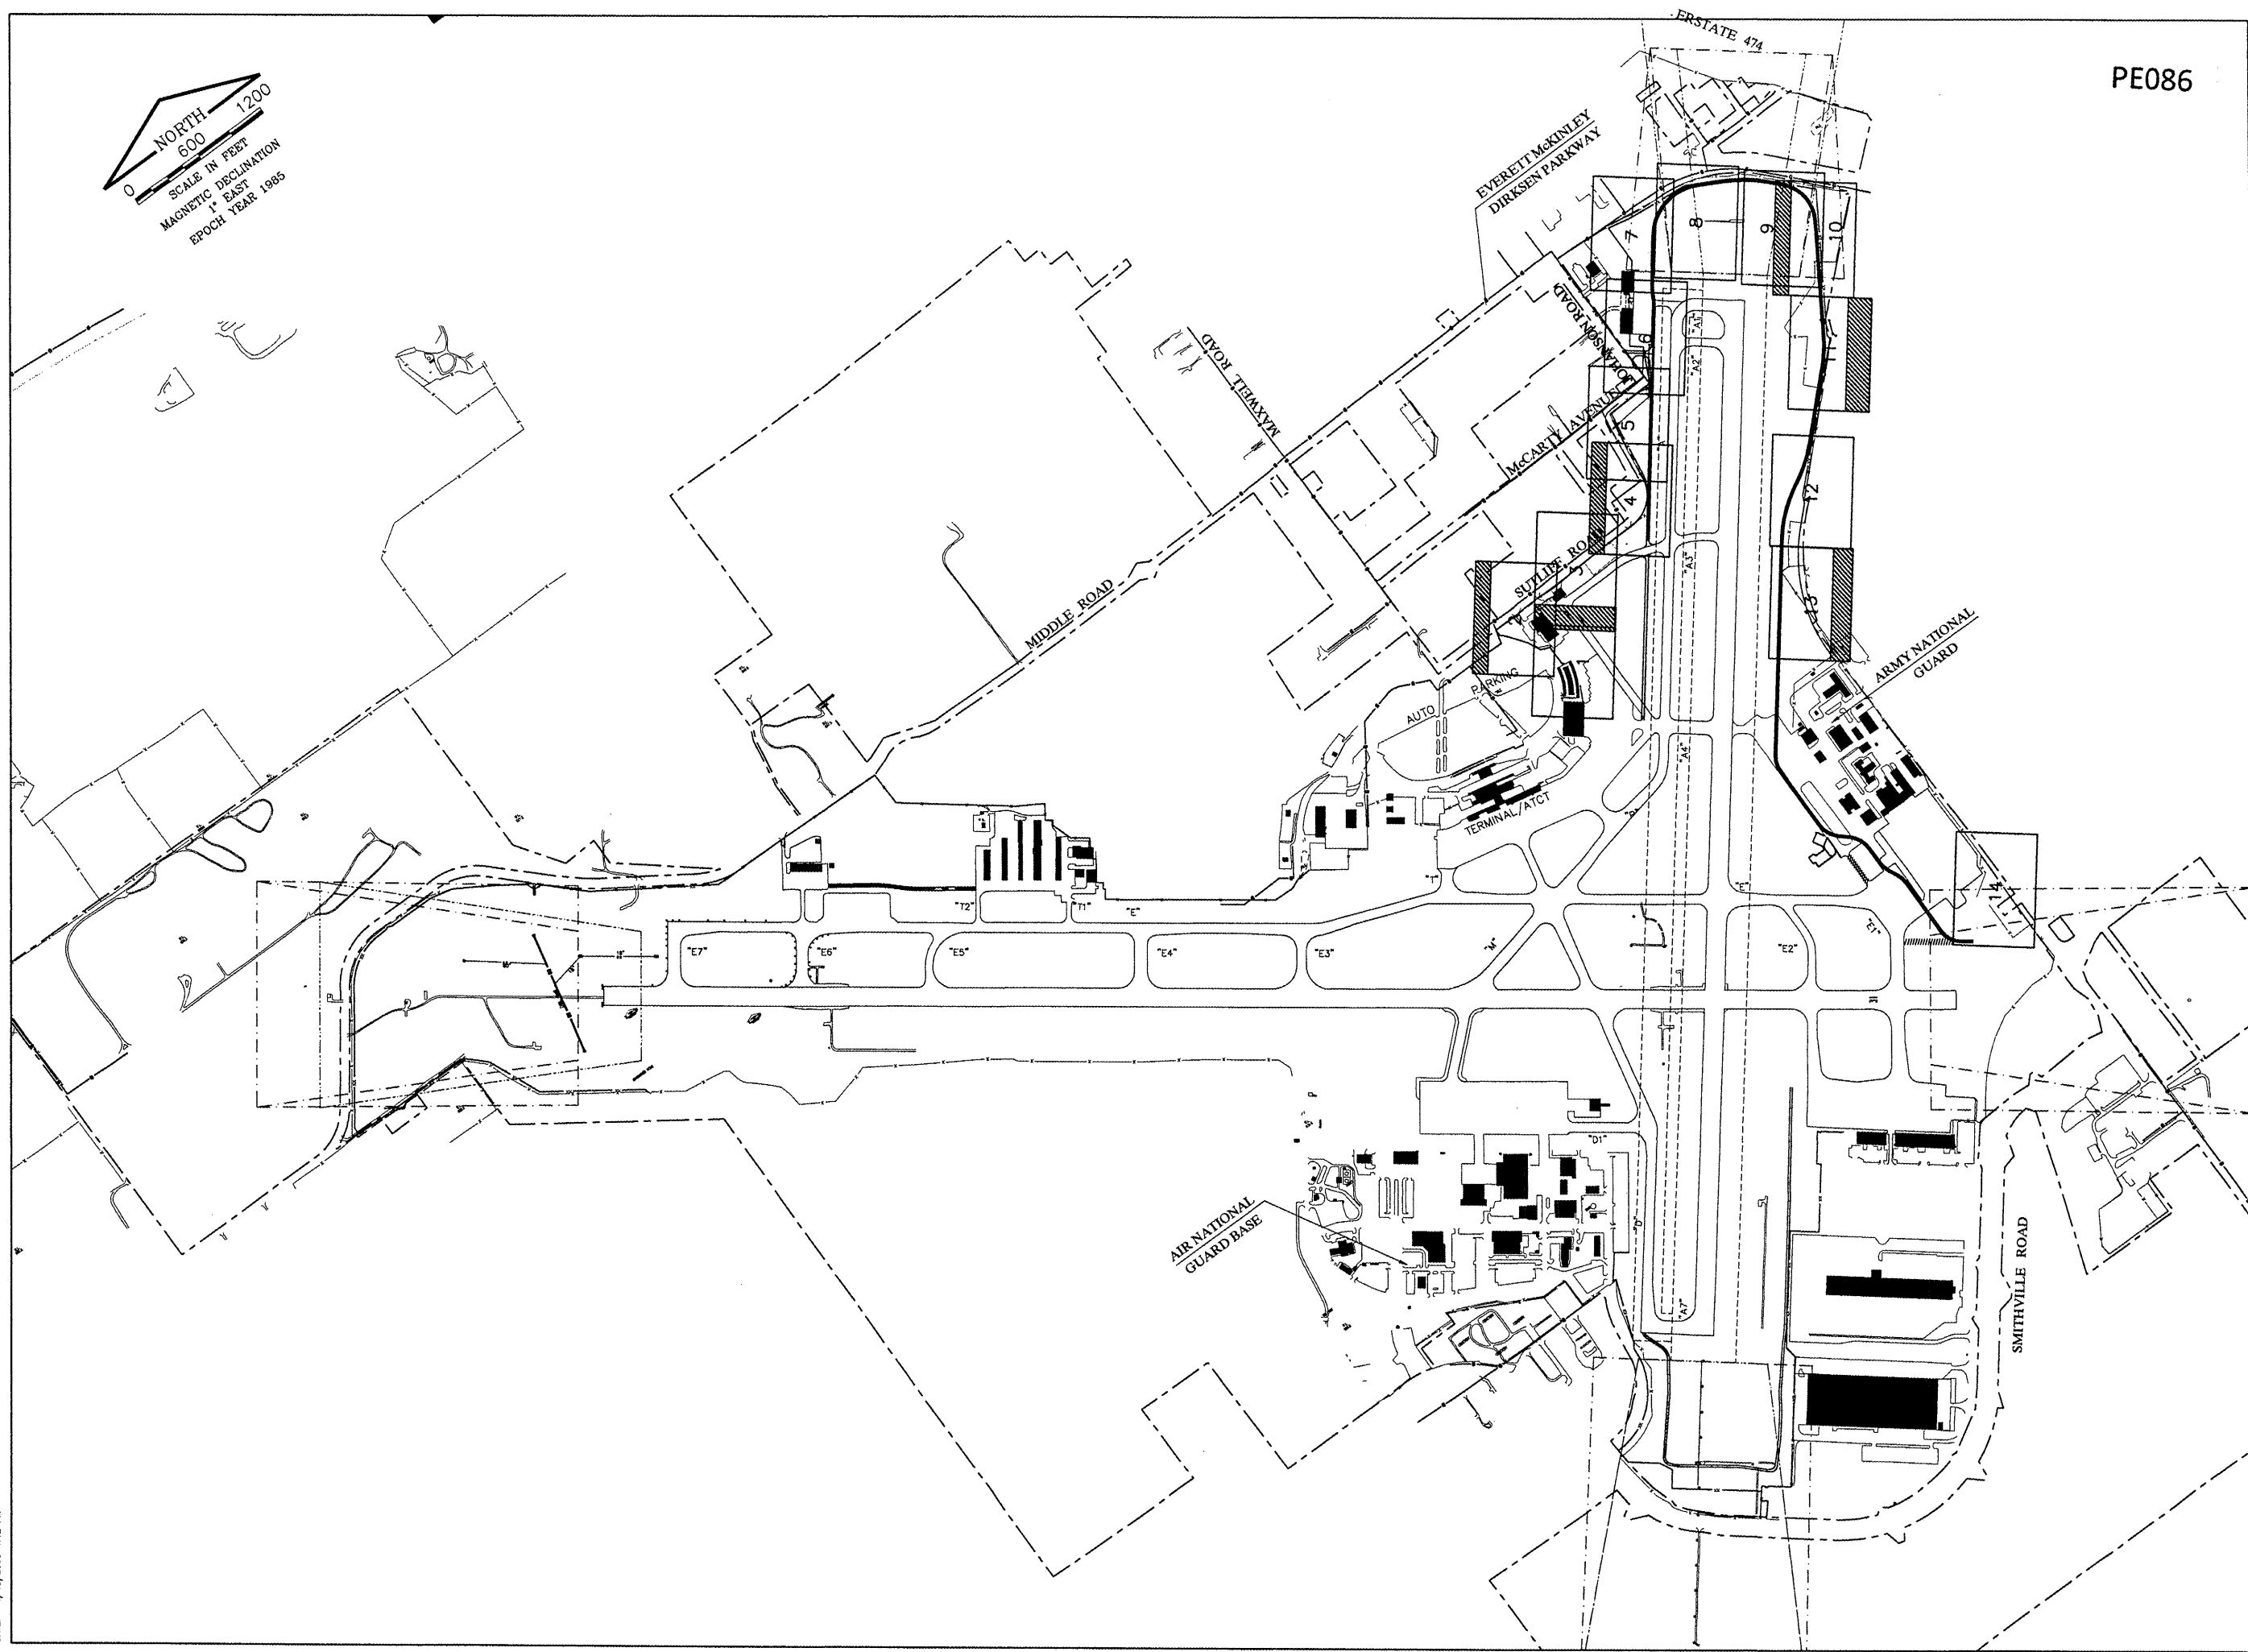 ERSTATE 474
PE086
NORTH
0 600 1200
SCALE IN FEET
MAGNETIC DECLINATION
1° EAST
EPOCH YEAR 1985
EVERETT McKINLEY
DIRKSEN PARKWAY
7
8
9
10
JOHANSON ROAD
6
"A1"
"A2"
11
MAXWELL ROAD
McCARTY AVENUE
5
4
12
SUTLIFF RO
3
"A3"
2
13
MIDDLE ROAD
ARMY NATIONAL
GUARD
AUTO PARKING
"A4"
TERMINAL/ATCT
14
"T2"
"T1"
"E"
"T"
"E"
"E1"
"E7"
"E6"
"E5"
"E4"
"E3"
"M"
"E2"
"D1"
AIR NATIONAL
GUARD BASE
"D"
"A7"
SMITHVILLE ROAD